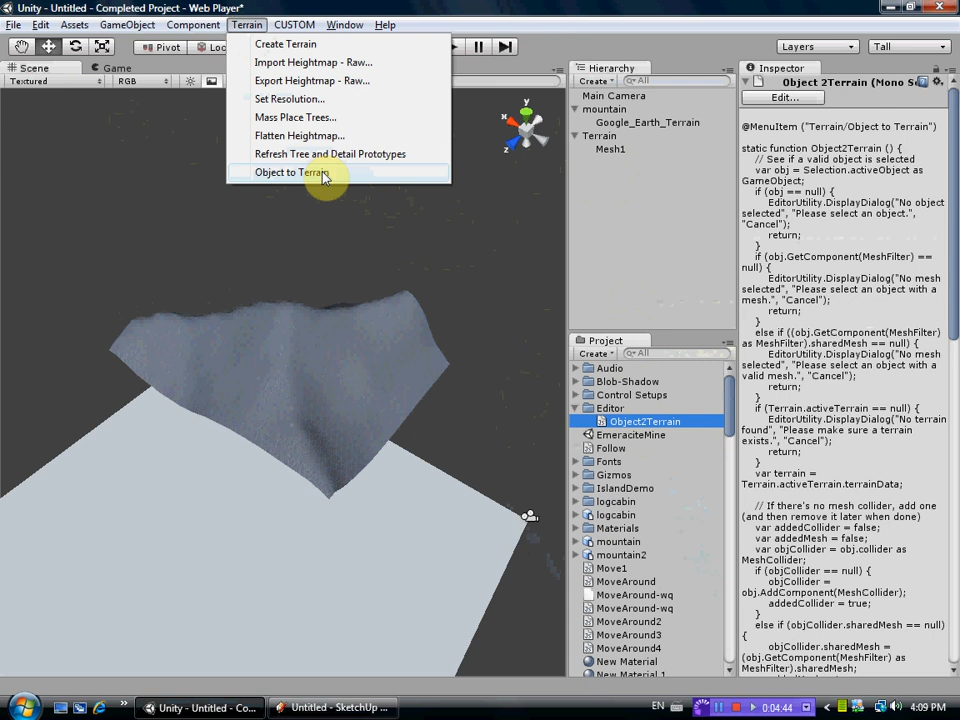 Unity - Untitled - Completed Project - Web Player*
File Edit Assets GameObject Component Terrain CUSTOM Window Help
Pivot Loc
Layers Tall
Create Terrain
Import Heightmap - Raw...
Export Heightmap - Raw...
Set Resolution...
Mass Place Trees...
Flatten Heightmap...
Refresh Tree and Detail Prototypes
Object to Terrain
Scene Game
Textured RGB
Hierarchy
Create All
Main Camera
mountain
Google_Earth_Terrain
Terrain
Mesh1
Project
Create All
Audio
Blob-Shadow
Control Setups
Editor
Object2Terrain
EmeraciteMine
Follow
Fonts
Gizmos
IslandDemo
logcabin
logcabin
Materials
mountain
mountain2
Move1
MoveAround
MoveAround-wq
MoveAround-wq
MoveAround2
MoveAround3
MoveAround4
New Material
New Material 1
Inspector
Object 2Terrain (Mono Sc
Edit...
@MenuItem ("Terrain/Object to Terrain")
static function Object2Terrain () {
// See if a valid object is selected
var obj = Selection.activeObject as
GameObject;
if (obj == null) {
EditorUtility.DisplayDialog("No object
selected", "Please select an object.",
"Cancel");
return;
}
if (obj.GetComponent(MeshFilter) ==
null) {
EditorUtility.DisplayDialog("No mesh
selected", "Please select an object with a
mesh.", "Cancel");
return;
}
else if ((obj.GetComponent(MeshFilter)
as MeshFilter).sharedMesh == null) {
EditorUtility.DisplayDialog("No mesh
selected", "Please select an object with a
valid mesh.", "Cancel");
return;
}
if (Terrain.activeTerrain == null) {
EditorUtility.DisplayDialog("No terrain
found", "Please make sure a terrain
exists.", "Cancel");
return;
}
var terrain =
Terrain.activeTerrain.terrainData;
// If there's no mesh collider, add one
(and then remove it later when done)
var addedCollider = false;
var addedMesh = false;
var objCollider = obj.collider as
MeshCollider;
if (objCollider == null) {
objCollider =
obj.AddComponent(MeshCollider);
addedCollider = true;
}
else if (objCollider.sharedMesh == null)
{
objCollider.sharedMesh =
(obj.GetComponent(MeshFilter) as
MeshFilter).sharedMesh;
Unity - Untitled - Co...
Untitled - SketchUp ...
EN
0:04:44
4:09 PM